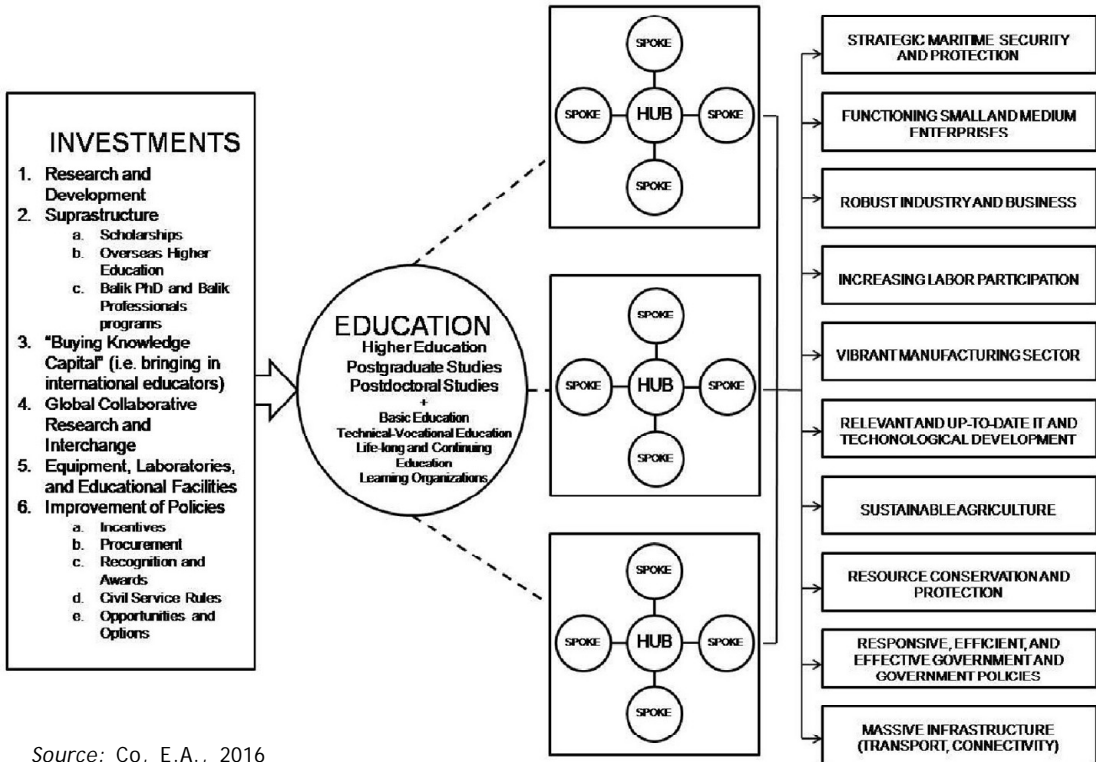 INVESTMENTS
1. Research and
Development
2. Suprastructure
a. Scholarships
b. Overseas Higher
Education
c. Balik PhD and Balik
Professionals
programs
3. "Buying Knowledge
Capital" (i.e. bringing in
international educators)
4. Global Collaborative
Research and
Interchange
5. Equipment, Laboratories,
and Educational Facilities
6. Improvement of Policies
a. Incentives
b. Procurement
c. Recognition and
Awards
d. Civil Service Rules
e. Opportunities and
Options
EDUCATION
Higher Education
Postgraduate Studies
Postdoctoral Studies
+
Basic Education
Technical-Vocational Education
Life-long and Continuing
Education
Learning Organizations
SPOKE
SPOKE HUB SPOKE
SPOKE
SPOKE
SPOKE HUB SPOKE
SPOKE
SPOKE
SPOKE HUB SPOKE
SPOKE
STRATEGIC MARITIME SECURITY
AND PROTECTION
FUNCTIONING SMALL AND MEDIUM
ENTERPRISES
ROBUST INDUSTRY AND BUSINESS
INCREASING LABOR PARTICIPATION
VIBRANT MANUFACTURING SECTOR
RELEVANT AND UP-TO-DATE IT AND
TECHONOLOGICAL DEVELOPMENT
SUSTAINABLE AGRICULTURE
RESOURCE CONSERVATION AND
PROTECTION
RESPONSIVE, EFFICIENT, AND
EFFECTIVE GOVERNMENT AND
GOVERNMENT POLICIES
MASSIVE INFRASTRUCTURE
(TRANSPORT, CONNECTIVITY)
Source: Co, E.A., 2016